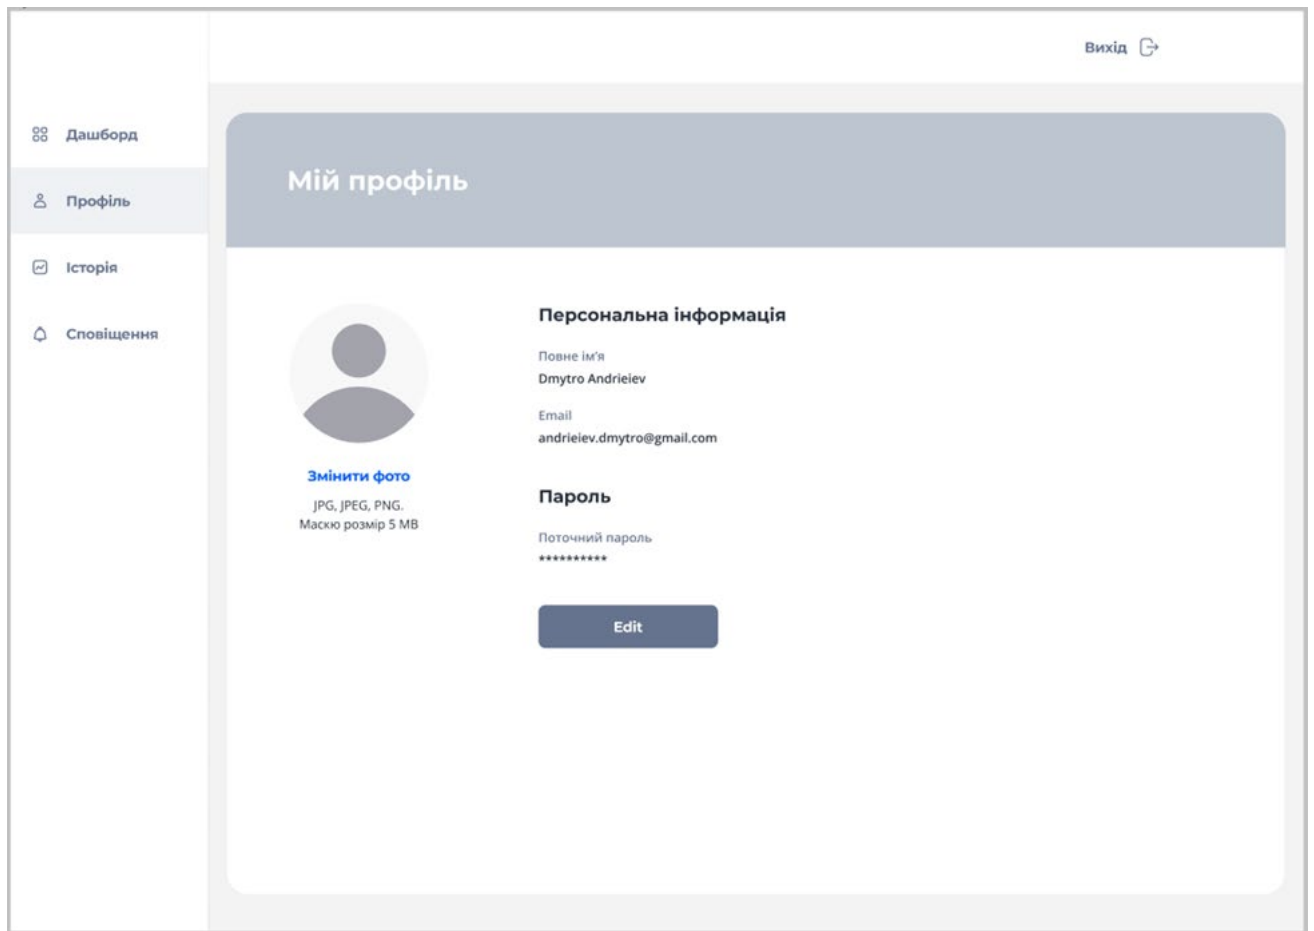 Вихід
Дашборд
Профіль
Історія
Сповіщення
Мій профіль
Змінити фото
JPG, JPEG, PNG.
Маскю розмір 5 MB
Персональна інформація
Повне ім'я
Dmytro Andrieiev
Email
andrieiev.dmytro@gmail.com
Пароль
Поточний пароль
**********
Edit